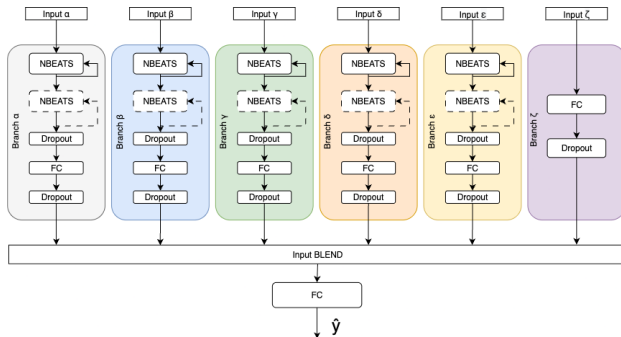 Input α
Input β
Input γ
Input δ
Input ε
Input ζ
Branch α
NBEATS
NBEATS
Dropout
FC
Dropout
Branch β
NBEATS
NBEATS
Dropout
FC
Dropout
Branch γ
NBEATS
NBEATS
Dropout
FC
Dropout
Branch δ
NBEATS
NBEATS
Dropout
FC
Dropout
Branch ε
NBEATS
NBEATS
Dropout
FC
Dropout
Branch ζ
FC
Dropout
Input BLEND
FC
ŷ